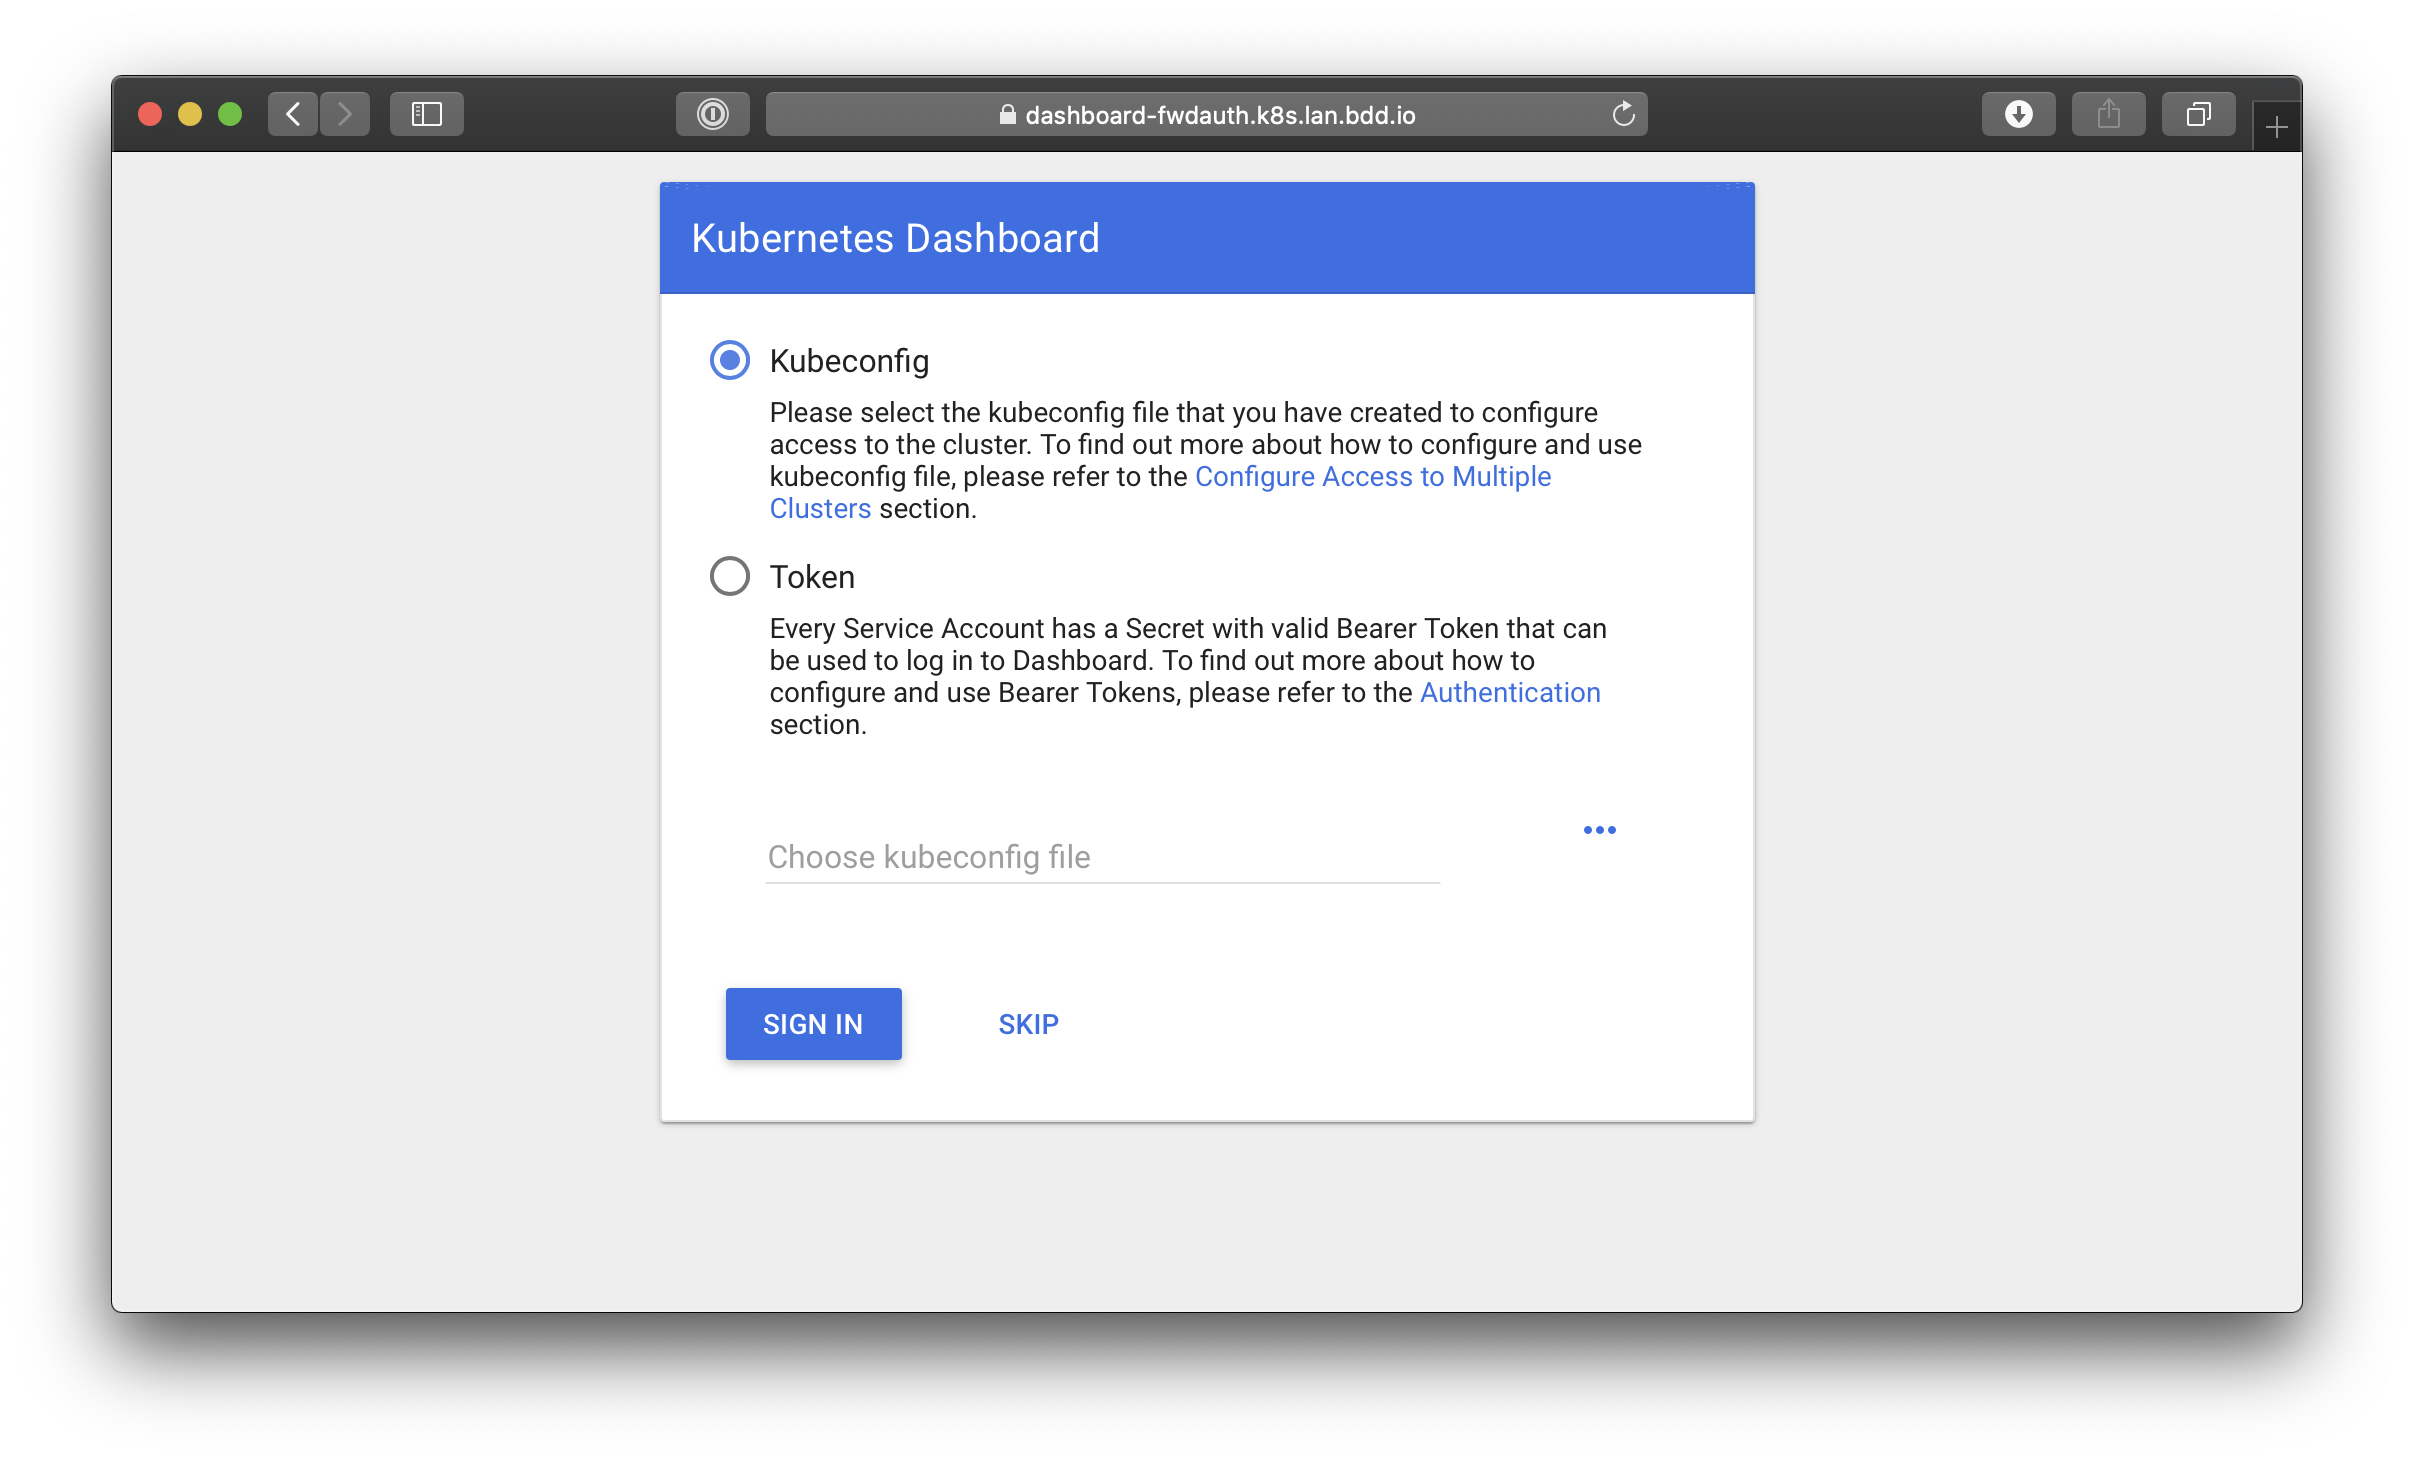 dashboard-fwdauth.k8s.lan.bdd.io
Kubernetes Dashboard
Kubeconfig
Please select the kubeconfig file that you have created to configure
access to the cluster. To find out more about how to configure and use
kubeconfig file, please refer to the Configure Access to Multiple
Clusters section.
Token
Every Service Account has a Secret with valid Bearer Token that can
be used to log in to Dashboard. To find out more about how to
configure and use Bearer Tokens, please refer to the Authentication
section.
Choose kubeconfig file
SIGN IN
SKIP